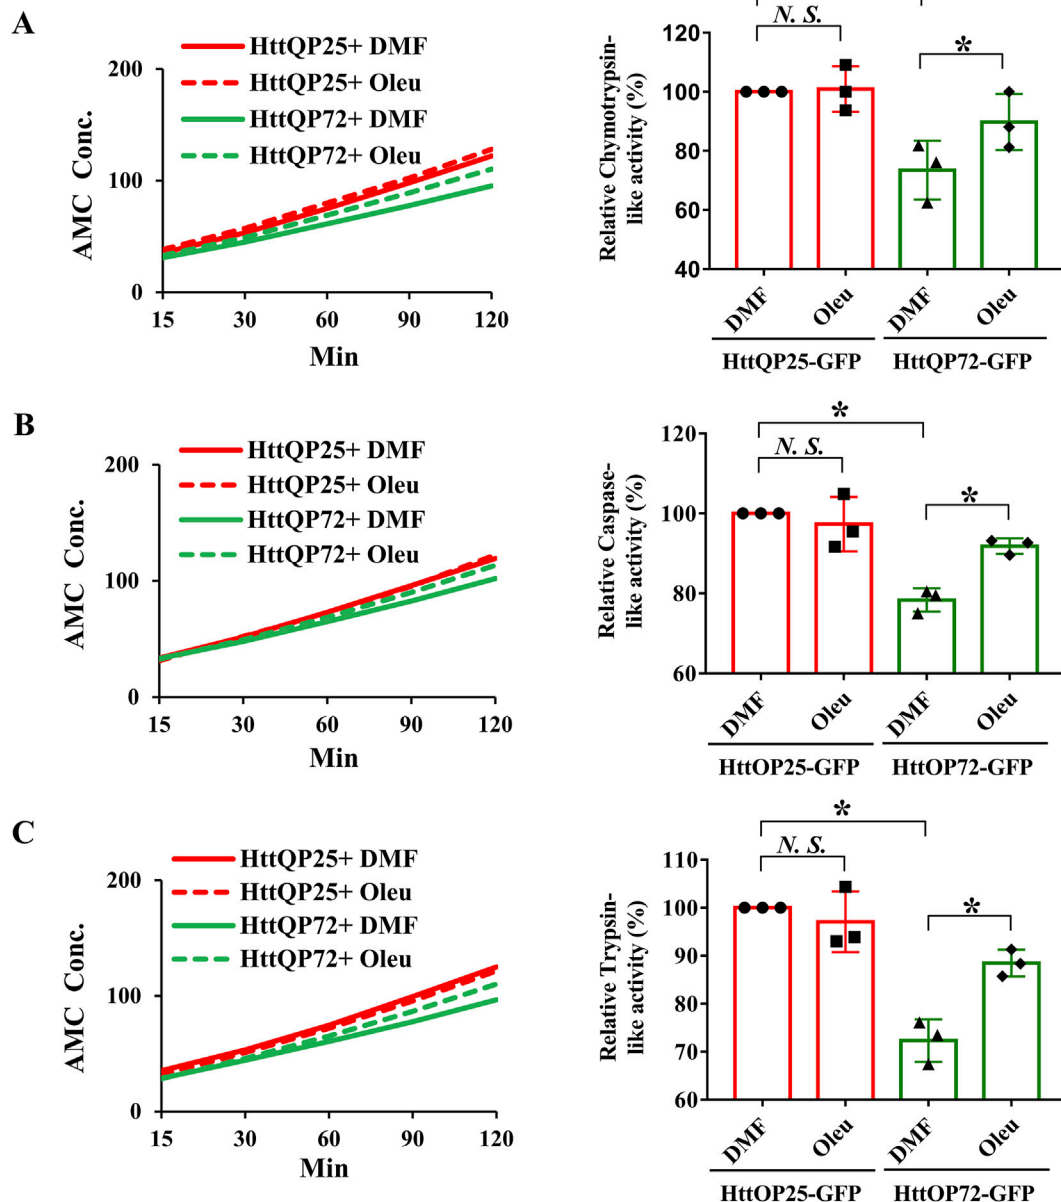 A
HttQP25+ DMF
HttQP25+ Oleu
HttQP72+ DMF
HttQP72+ Oleu
AMC Conc.
200
100
0
15 30 60 90 120
Min
Relative Chymotrypsin-
like activity (%)
120
100
80
60
40
N. S.
*
DMF Oleu DMF Oleu
HttQP25-GFP HttQP72-GFP
B
HttQP25+ DMF
HttQP25+ Oleu
HttQP72+ DMF
HttQP72+ Oleu
AMC Conc.
200
100
0
15 30 60 90 120
Min
Relative Caspase-
like activity (%)
120
100
80
60
*
N. S.
*
DMF Oleu DMF Oleu
HttOP25-GFP HttOP72-GFP
C
HttQP25+ DMF
HttQP25+ Oleu
HttQP72+ DMF
HttQP72+ Oleu
AMC Conc.
200
100
0
15 30 60 90 120
Min
Relative Trypsin-
like activity (%)
110
100
90
80
70
60
*
N. S.
*
DMF Oleu DMF Oleu
HttOP25-GFP HttOP72-GFP